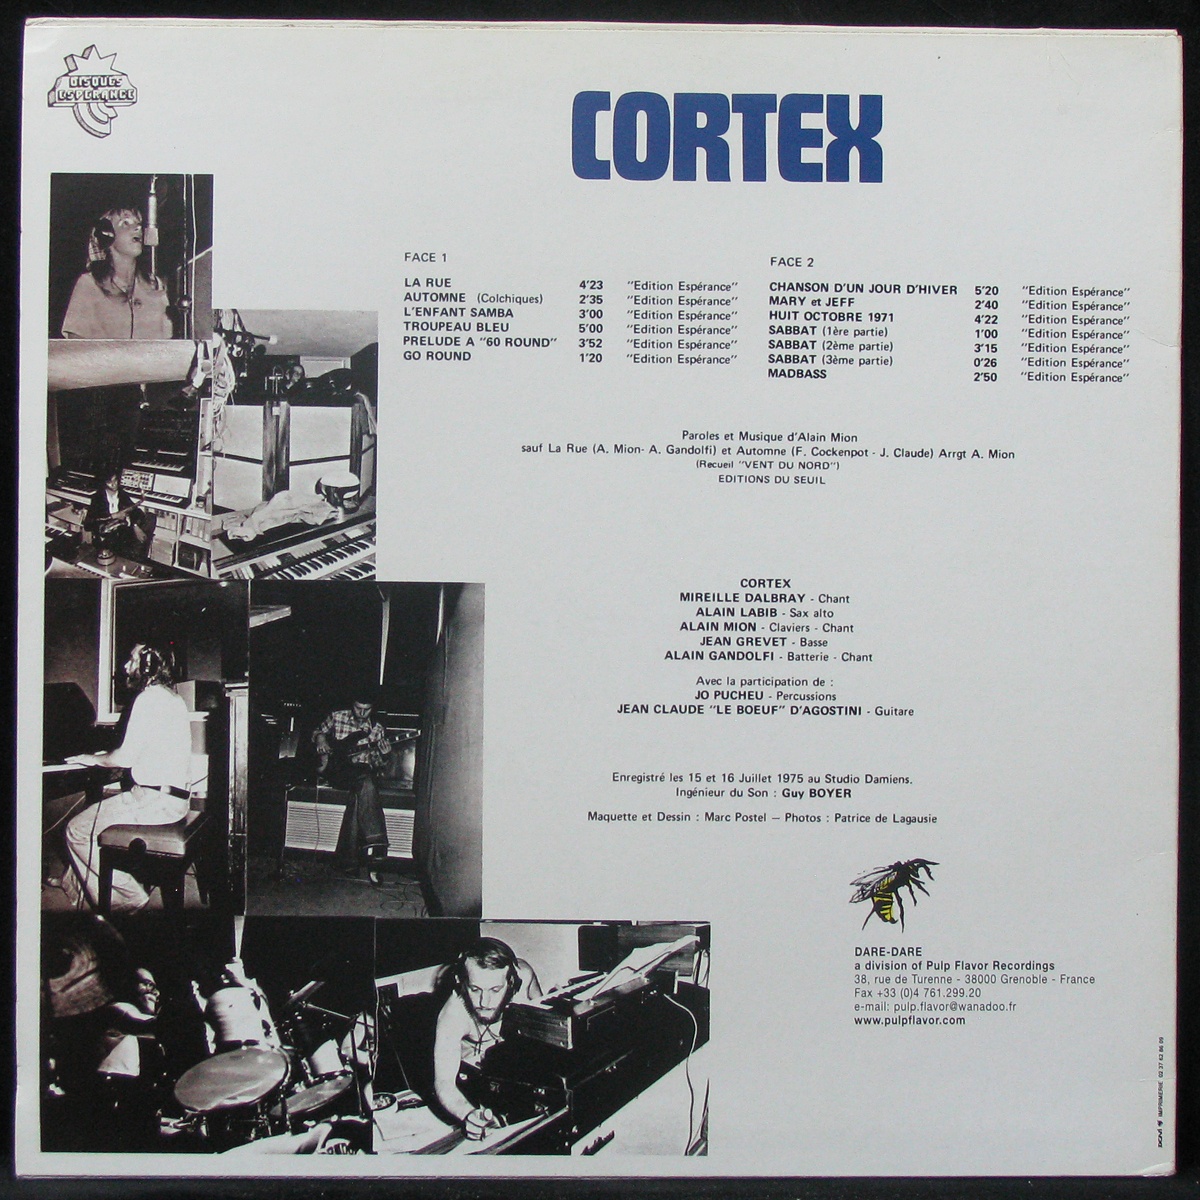 DISQUES
ESPERANCE
CORTEX
FACE 1
LA RUE 4'23 "Edition Espérance"
AUTOMNE (Colchiques) 2'35 "Edition Espérance"
L'ENFANT SAMBA 3'00 "Edition Espérance"
TROUPEAU BLEU 5'00 "Edition Espérance"
PRELUDE A "60 ROUND" 3'52 "Edition Espérance"
GO ROUND 1'20 "Edition Espérance"
FACE 2
CHANSON D'UN JOUR D'HIVER 5'20 "Edition Espérance"
MARY et JEFF 2'40 "Edition Espérance"
HUIT OCTOBRE 1971 4'22 "Edition Espérance"
SABBAT (1ère partie) 1'00 "Edition Espérance"
SABBAT (2ème partie) 3'15 "Edition Espérance"
SABBAT (3ème partie) 0'26 "Edition Espérance"
MADBASS 2'50 "Edition Espérance"
Paroles et Musique d'Alain Mion
sauf La Rue (A. Mion- A. Gandolfi) et Automne (F. Cockenpot - J. Claude) Arrgt A. Mion
(Recueil "VENT DU NORD")
EDITIONS DU SEUIL
CORTEX
MIREILLE DALBRAY - Chant
ALAIN LABIB - Sax alto
ALAIN MION - Claviers - Chant
JEAN GREVET - Basse
ALAIN GANDOLFI - Batterie - Chant
Avec la participation de :
JO PUCHEU - Percussions
JEAN CLAUDE "LE BOEUF" D'AGOSTINI - Guitare
Enregistré les 15 et 16 Juillet 1975 au Studio Damiens.
Ingénieur du Son : Guy BOYER
Maquette et Dessin : Marc Postel — Photos : Patrice de Lagausie
DARE-DARE
a division of Pulp Flavor Recordings
38, rue de Turenne - 38000 Grenoble - France
Fax +33 (0)4 761.299.20
e-mail: pulp.flavor@wanadoo.fr
www.pulpflavor.com
IMPRIMERIE 02 37 62 86 09